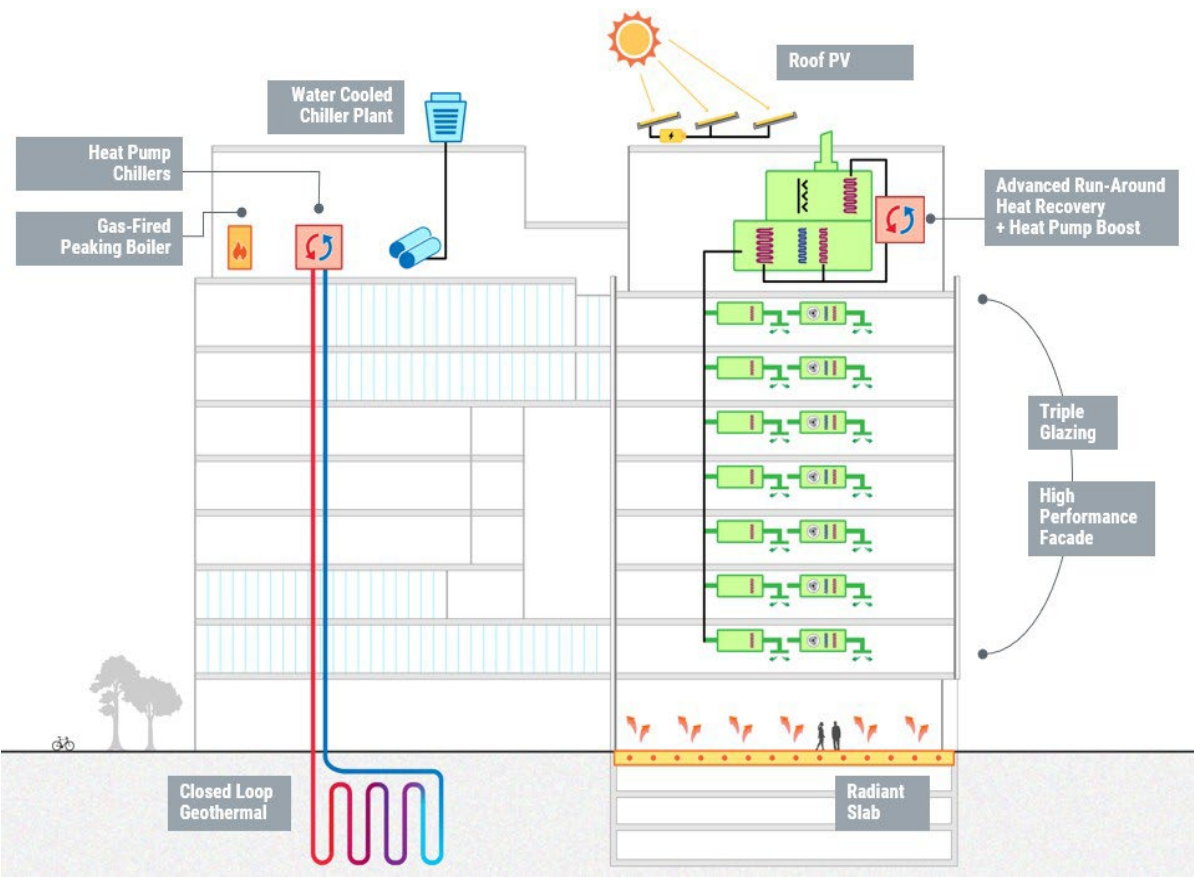 Roof PV
Water Cooled
Chiller Plant
Heat Pump
Chillers
Gas-Fired
Peaking Boiler
Advanced Run-Around
Heat Recovery
+ Heat Pump Boost
Triple
Glazing
High
Performance
Facade
Closed Loop
Geothermal
Radiant
Slab